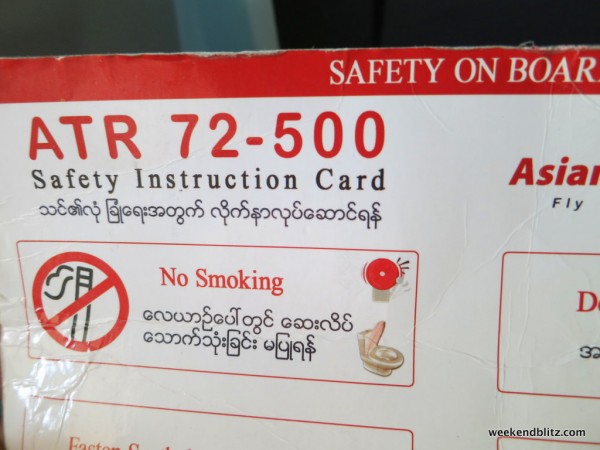 SAFETY ON BOAR
ATR 72-500
Safety Instruction Card
သင်၏လုံ ခြုံရေးအတွက် လိုက်နာလုပ်ဆောင်ရန်
Asian
Fly
No Smoking
လေယာဉ်ပေါ်တွင် ဆေးလိပ်
သောက်သုံးခြင်း မပြုရန်
weekendblitz.com